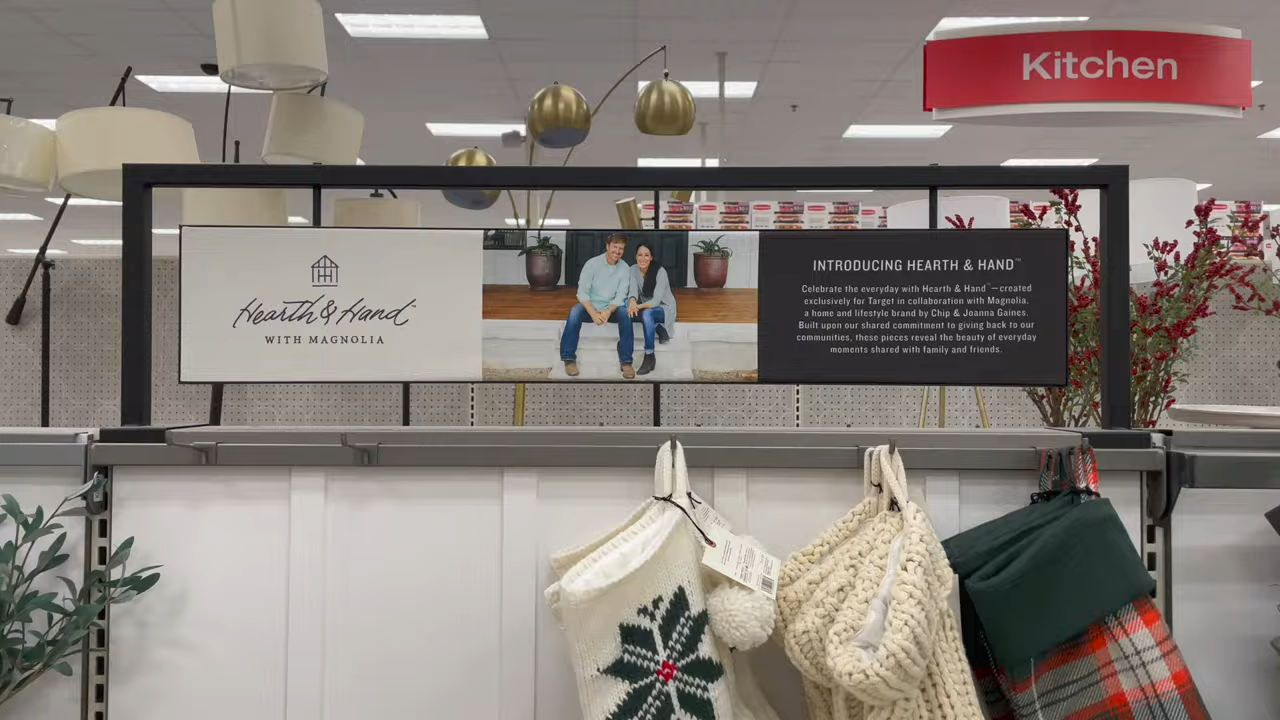 Kitchen
Hearth & Hand™
WITH MAGNOLIA
INTRODUCING HEARTH & HAND™
Celebrate the everyday with Hearth & Hand™—created
exclusively for Target in collaboration with Magnolia,
a home and lifestyle brand by Chip & Joanna Gaines.
Built upon our shared commitment to giving back to our
communities, these pieces reveal the beauty of everyday
moments shared with family and friends.